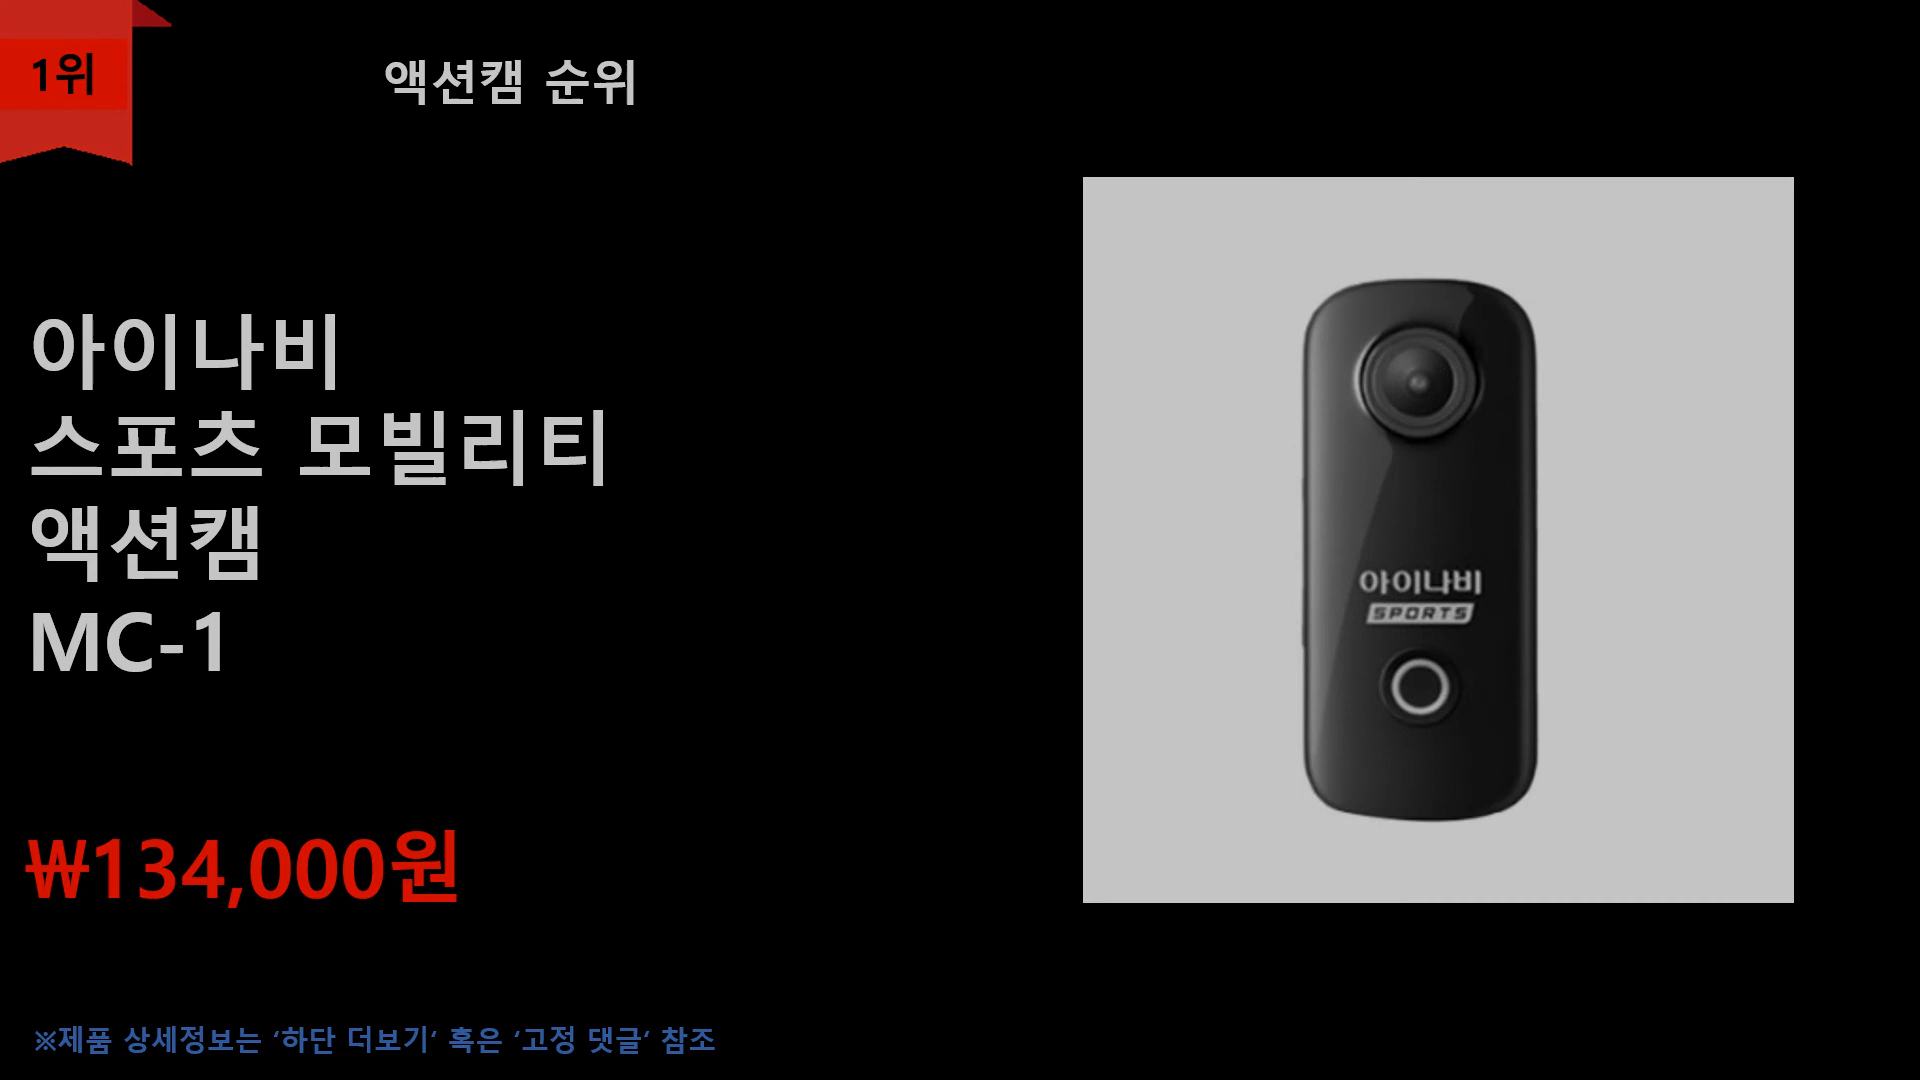 1위
액션캠 순위
아이나비
스포츠 모빌리티
액션캠
MC-1
₩134,000원
※제품 상세정보는 ‘하단 더보기‘ 혹은 ‘고정 댓글‘ 참조
아이나비
SPORTS